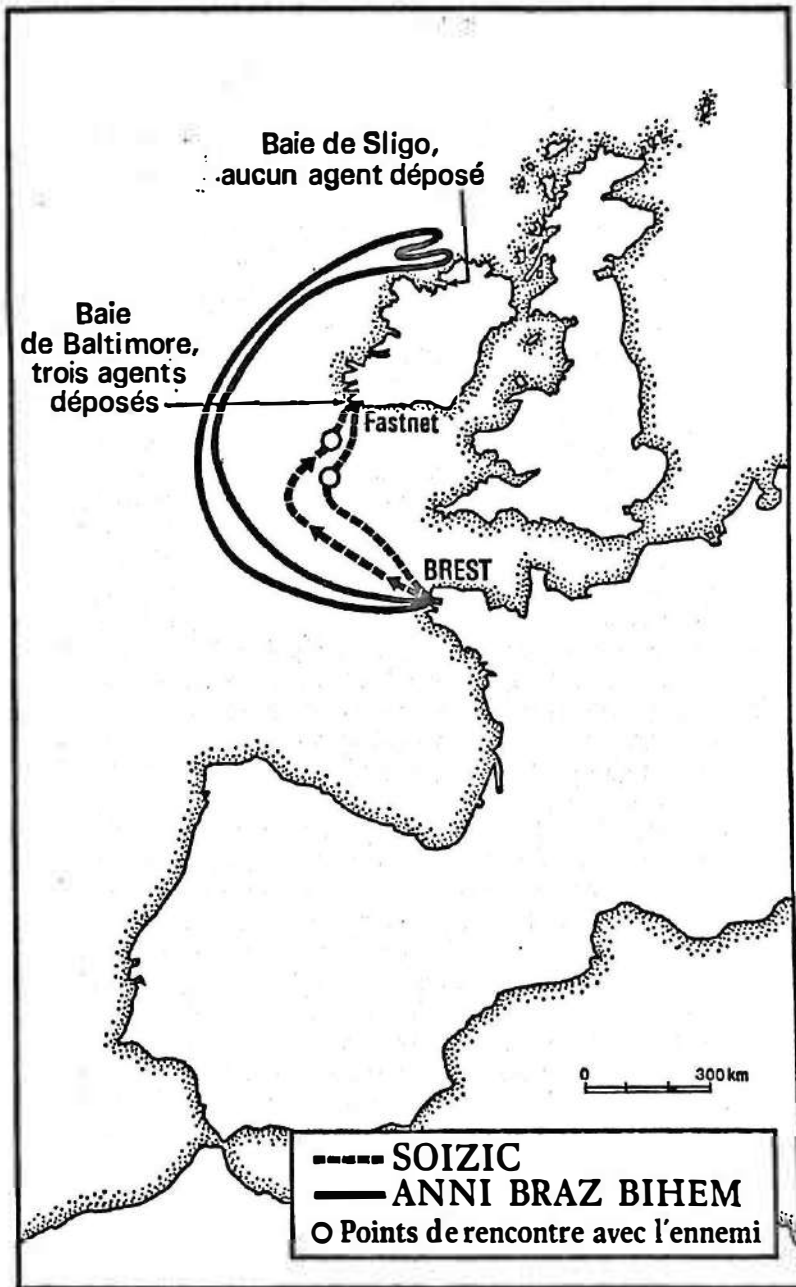 Baie de Sligo,
aucun agent déposé
Baie
de Baltimore,
trois agents
déposés
Fastnet
BREST
0 300km
SOIZIC
ANNI BRAZ BIHEM
Points de rencontre avec l'ennemi